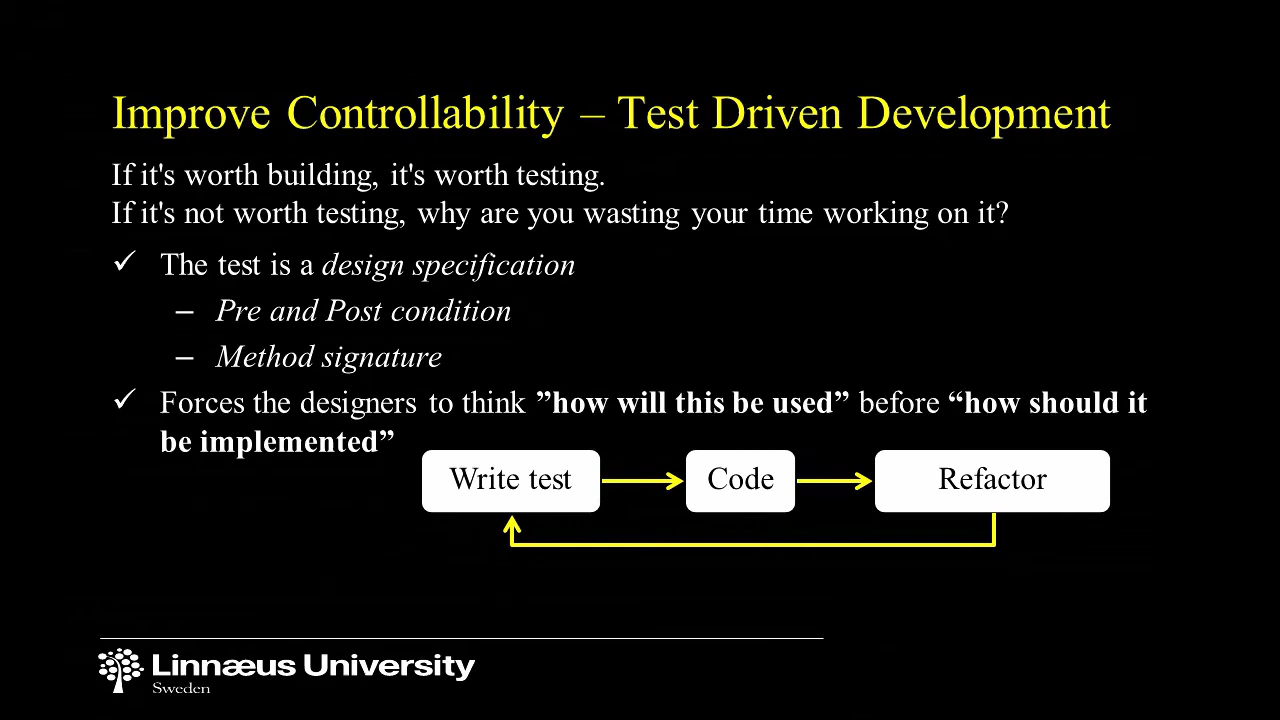 Improve Controllability – Test Driven Development
If it's worth building, it's worth testing.
If it's not worth testing, why are you wasting your time working on it?
✓ The test is a design specification
– Pre and Post condition
– Method signature
✓ Forces the designers to think ”how will this be used” before “how should it
be implemented”
Write test
Code
Refactor
Linnæus University
Sweden